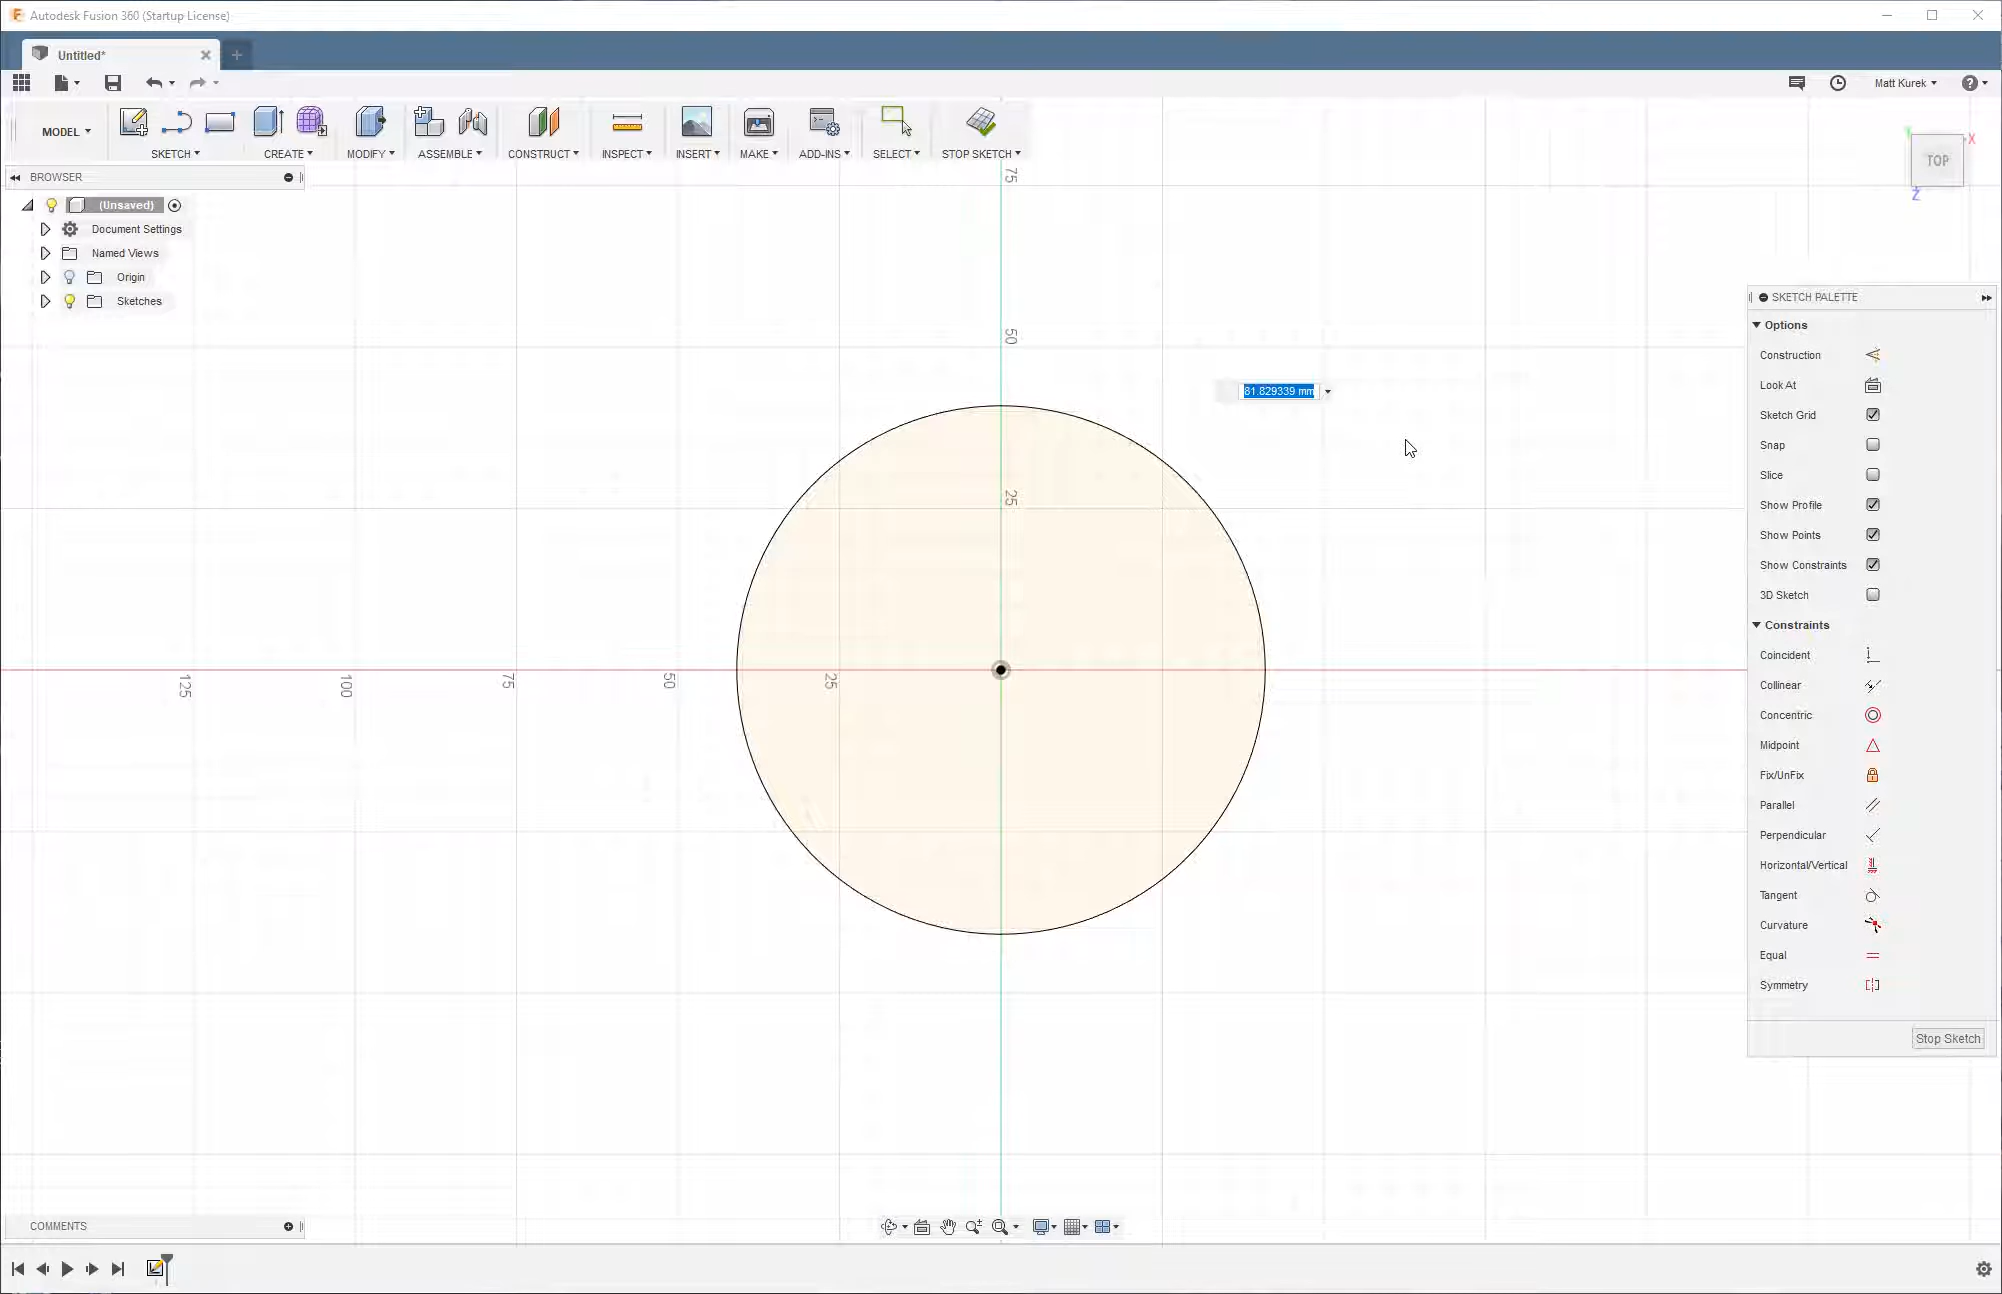 Autodesk Fusion 360 (Startup License)
Untitled*
Matt Kurek
MODEL
SKETCH
CREATE
MODIFY
ASSEMBLE
CONSTRUCT
INSPECT
INSERT
MAKE
ADD-INS
SELECT
STOP SKETCH
X
TOP
Z
BROWSER
(Unsaved)
Document Settings
Named Views
Origin
Sketches
75
50
25
81.829339 mm
125
100
75
50
25
SKETCH PALETTE
Options
Construction
Look At
Sketch Grid
Snap
Slice
Show Profile
Show Points
Show Constraints
3D Sketch
Constraints
Coincident
Collinear
Concentric
Midpoint
Fix/UnFix
Parallel
Perpendicular
Horizontal/Vertical
Tangent
Curvature
Equal
Symmetry
Stop Sketch
COMMENTS